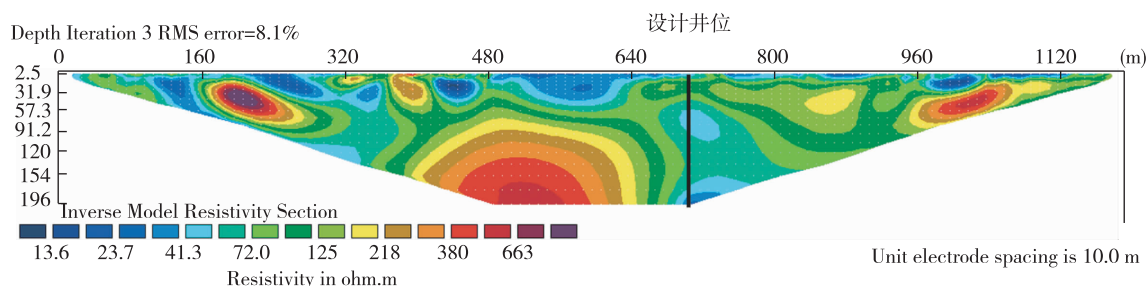 设计井位
Depth Iteration 3 RMS error=8.1%
0 160 320 480 640 800 960 1120 (m)
2.5
31.9
57.3
91.2
120
154
196
Inverse Model Resistivity Section
13.6 23.7 41.3 72.0 125 218 380 663
Resistivity in ohm.m
Unit electrode spacing is 10.0 m